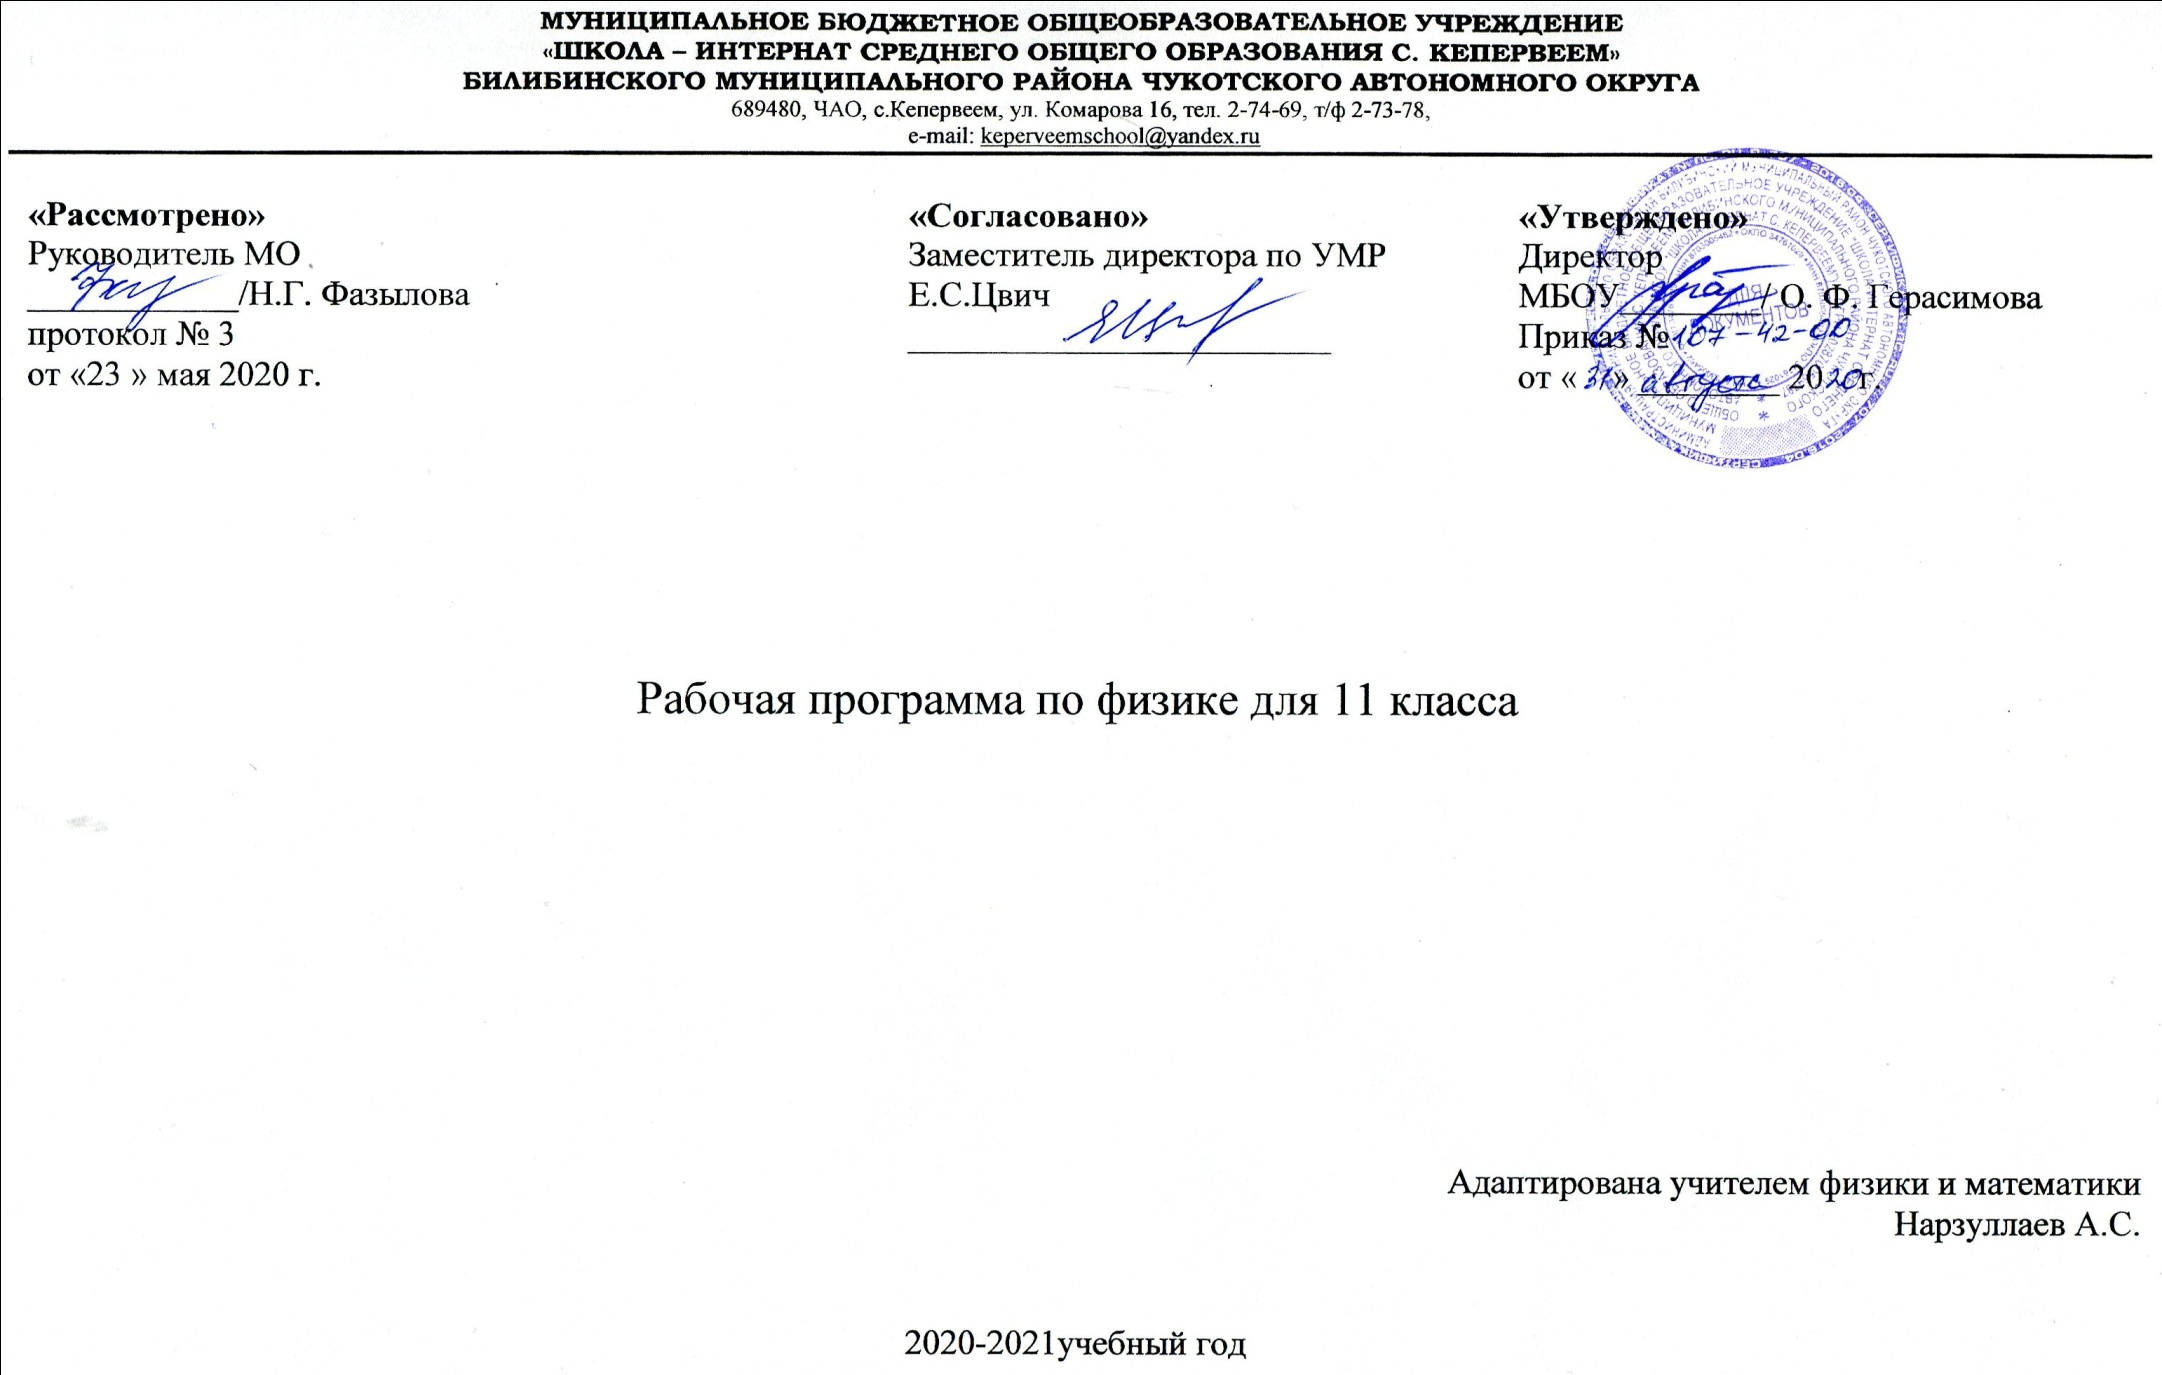 МУНИЦИПАЛЬНОЕ БЮДЖЕТНОЕ ОБЩЕОБРАЗОВАТЕЛЬНОЕ УЧРЕЖДЕНИЕ
«ШКОЛА – ИНТЕРНАТ СРЕДНЕГО ОБЩЕГО ОБРАЗОВАНИЯ С. КЕПЕРВЕЕМ»
БИЛИБИНСКОГО МУНИЦИПАЛЬНОГО РАЙОНА ЧУКОТСКОГО АВТОНОМНОГО ОКРУГА
689480, ЧАО, с.Кепервеем, ул. Комарова 16, тел. 2-74-69, т/ф 2-73-78,
e-mail: keperveemschool@yandex.ru
«Рассмотрено»
Руководитель МО
/Н.Г. Фазылова
протокол № 3
от «23 » мая 2020 г.
«Согласовано»
Заместитель директора по УМР
Е.С.Цвич
«Утверждено»
Директор
МБОУ / О. Ф. Герасимова
Приказ № 107-42-ОД
от « 31» августа 2020г.
ДЛЯ
ДОКУМЕНТОВ
Рабочая программа по физике для 11 класса
Адаптирована учителем физики и математики
Нарзуллаев А.С.
2020-2021учебный год